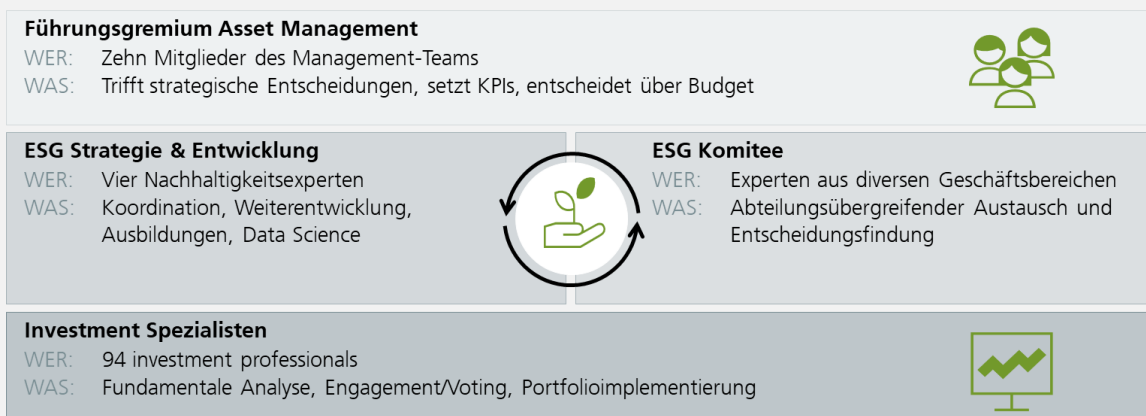 Führungsgremium Asset Management
WER: Zehn Mitglieder des Management-Teams
WAS: Trifft strategische Entscheidungen, setzt KPIs, entscheidet über Budget
ESG Strategie & Entwicklung
WER: Vier Nachhaltigkeitsexperten
WAS: Koordination, Weiterentwicklung,
Ausbildungen, Data Science
ESG Komitee
WER: Experten aus diversen Geschäftsbereichen
WAS: Abteilungsübergreifender Austausch und
Entscheidungsfindung
Investment Spezialisten
WER: 94 investment professionals
WAS: Fundamentale Analyse, Engagement/Voting, Portfolioimplementierung